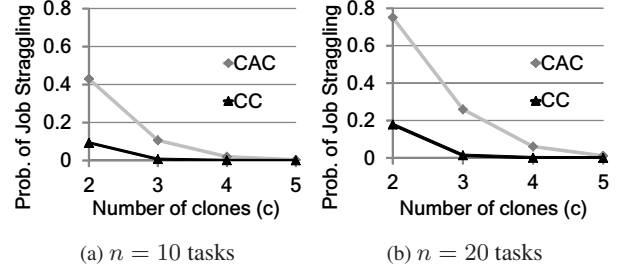 Prob. of Job Straggling
0.8
0.6
0.4
0.2
0
CAC
CC
2 3 4 5
Number of clones (c)
(a) n = 10 tasks
Prob. of Job Straggling
0.8
0.6
0.4
0.2
0
CAC
CC
2 3 4 5
Number of clones (c)
(b) n = 20 tasks